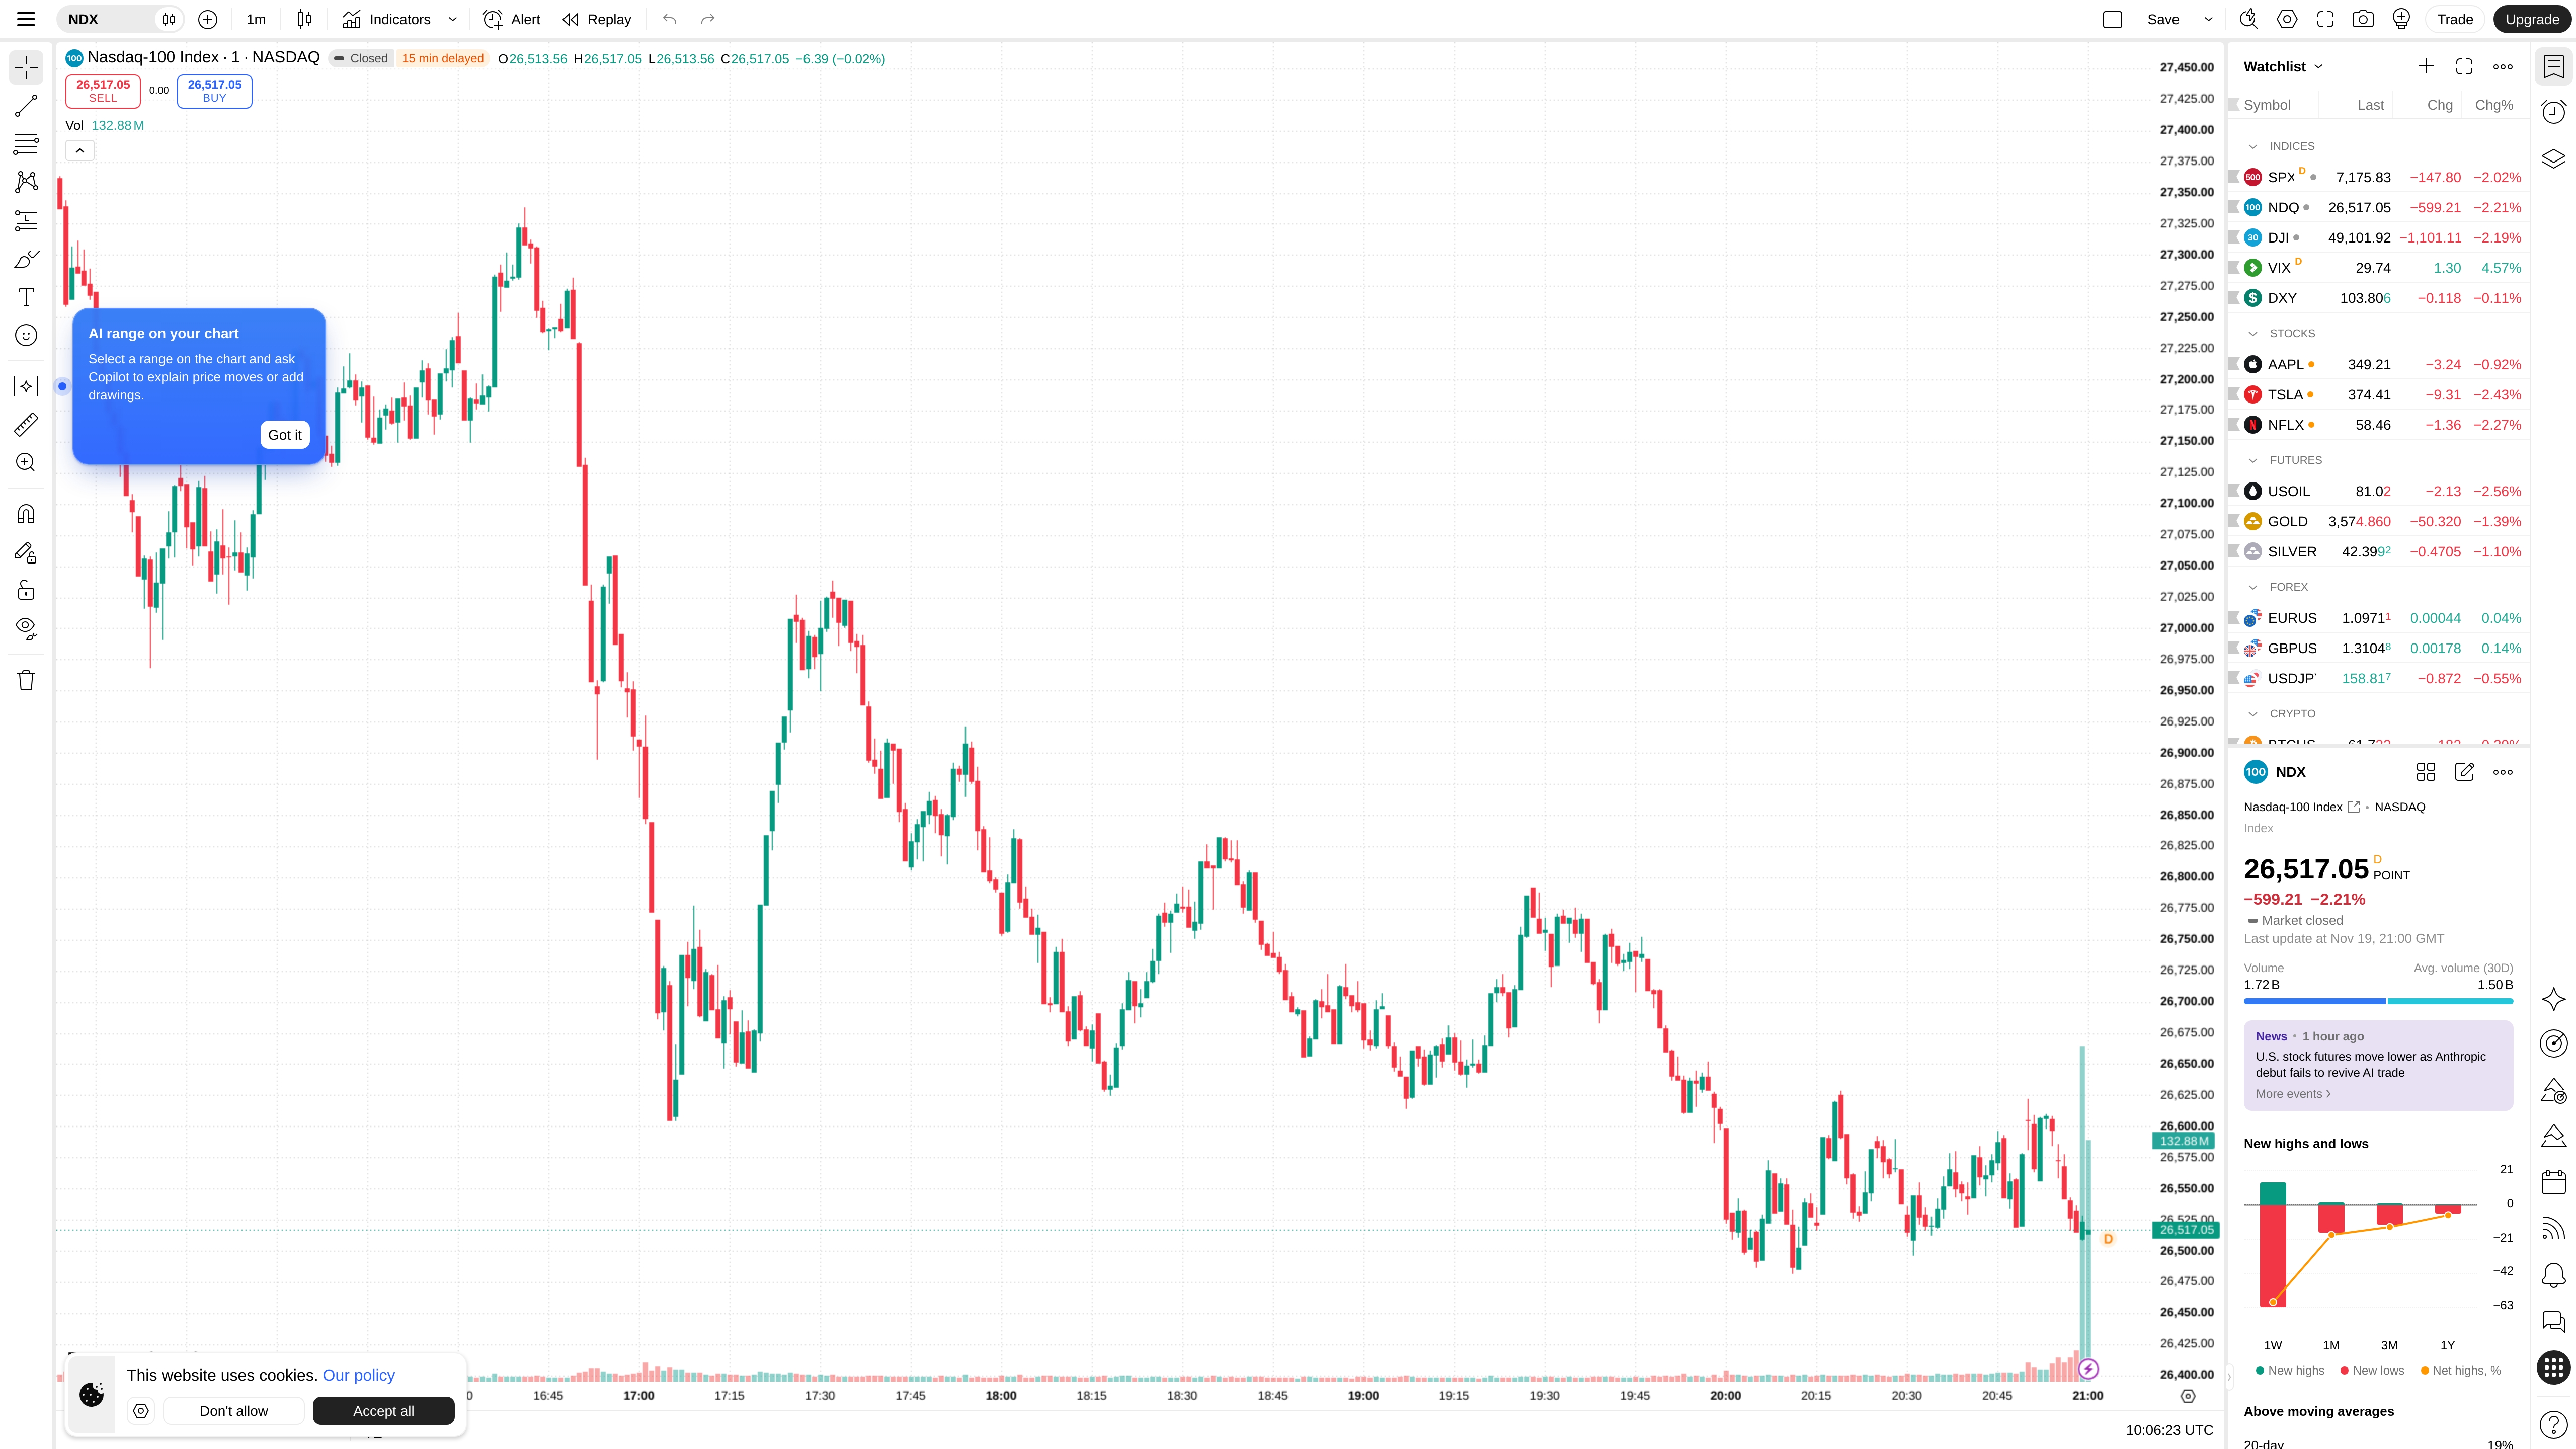 NDX
1m
Indicators
Alert
Replay
Save
Trade
Upgrade
100 Nasdaq-100 Index · 1 · NASDAQ Closed 15 min delayed O26,513.56 H26,517.05 L26,513.56 C26,517.05 −6.39 (−0.02%)
26,517.05 SELL
0.00
26,517.05 BUY
Vol 132.88 M
AI range on your chart
Select a range on the chart and ask
Copilot to explain price moves or add
drawings.
Got it
27,450.00
27,425.00
27,400.00
27,375.00
27,350.00
27,325.00
27,300.00
27,275.00
27,250.00
27,225.00
27,200.00
27,175.00
27,150.00
27,125.00
27,100.00
27,075.00
27,050.00
27,025.00
27,000.00
26,975.00
26,950.00
26,925.00
26,900.00
26,875.00
26,850.00
26,825.00
26,800.00
26,775.00
26,750.00
26,725.00
26,700.00
26,675.00
26,650.00
26,625.00
26,600.00
132.88 M
26,575.00
26,550.00
26,525.00
26,517.05
D
26,500.00
26,475.00
26,450.00
26,425.00
26,400.00
This website uses cookies. Our policy
Don't allow
Accept all
16:45 17:00 17:15 17:30 17:45 18:00 18:15 18:30 18:45 19:00 19:15 19:30 19:45 20:00 20:15 20:30 20:45 21:00
10:06:23 UTC
Watchlist
Symbol Last Chg Chg%
INDICES
500 SPX D 7,175.83 −147.80 −2.02%
100 NDQ 26,517.05 −599.21 −2.21%
30 DJI 49,101.92 −1,101.11 −2.19%
VIX D 29.74 1.30 4.57%
$ DXY 103.806 −0.118 −0.11%
STOCKS
AAPL 349.21 −3.24 −0.92%
TSLA 374.41 −9.31 −2.43%
N NFLX 58.46 −1.36 −2.27%
FUTURES
USOIL 81.02 −2.13 −2.56%
GOLD 3,574.860 −50.320 −1.39%
SILVER 42.3992 −0.4705 −1.10%
FOREX
EURUS 1.09711 0.00044 0.04%
GBPUS 1.31048 0.00178 0.14%
USDJP 158.817 −0.872 −0.55%
CRYPTO
100 NDX
Nasdaq-100 Index • NASDAQ
Index
26,517.05 D POINT
−599.21 −2.21%
Market closed
Last update at Nov 19, 21:00 GMT
Volume Avg. volume (30D)
1.72 B 1.50 B
News • 1 hour ago
U.S. stock futures move lower as Anthropic
debut fails to revive AI trade
More events
New highs and lows
21
0
−21
−42
−63
1W 1M 3M 1Y
New highs New lows Net highs, %
Above moving averages
20-day 19%